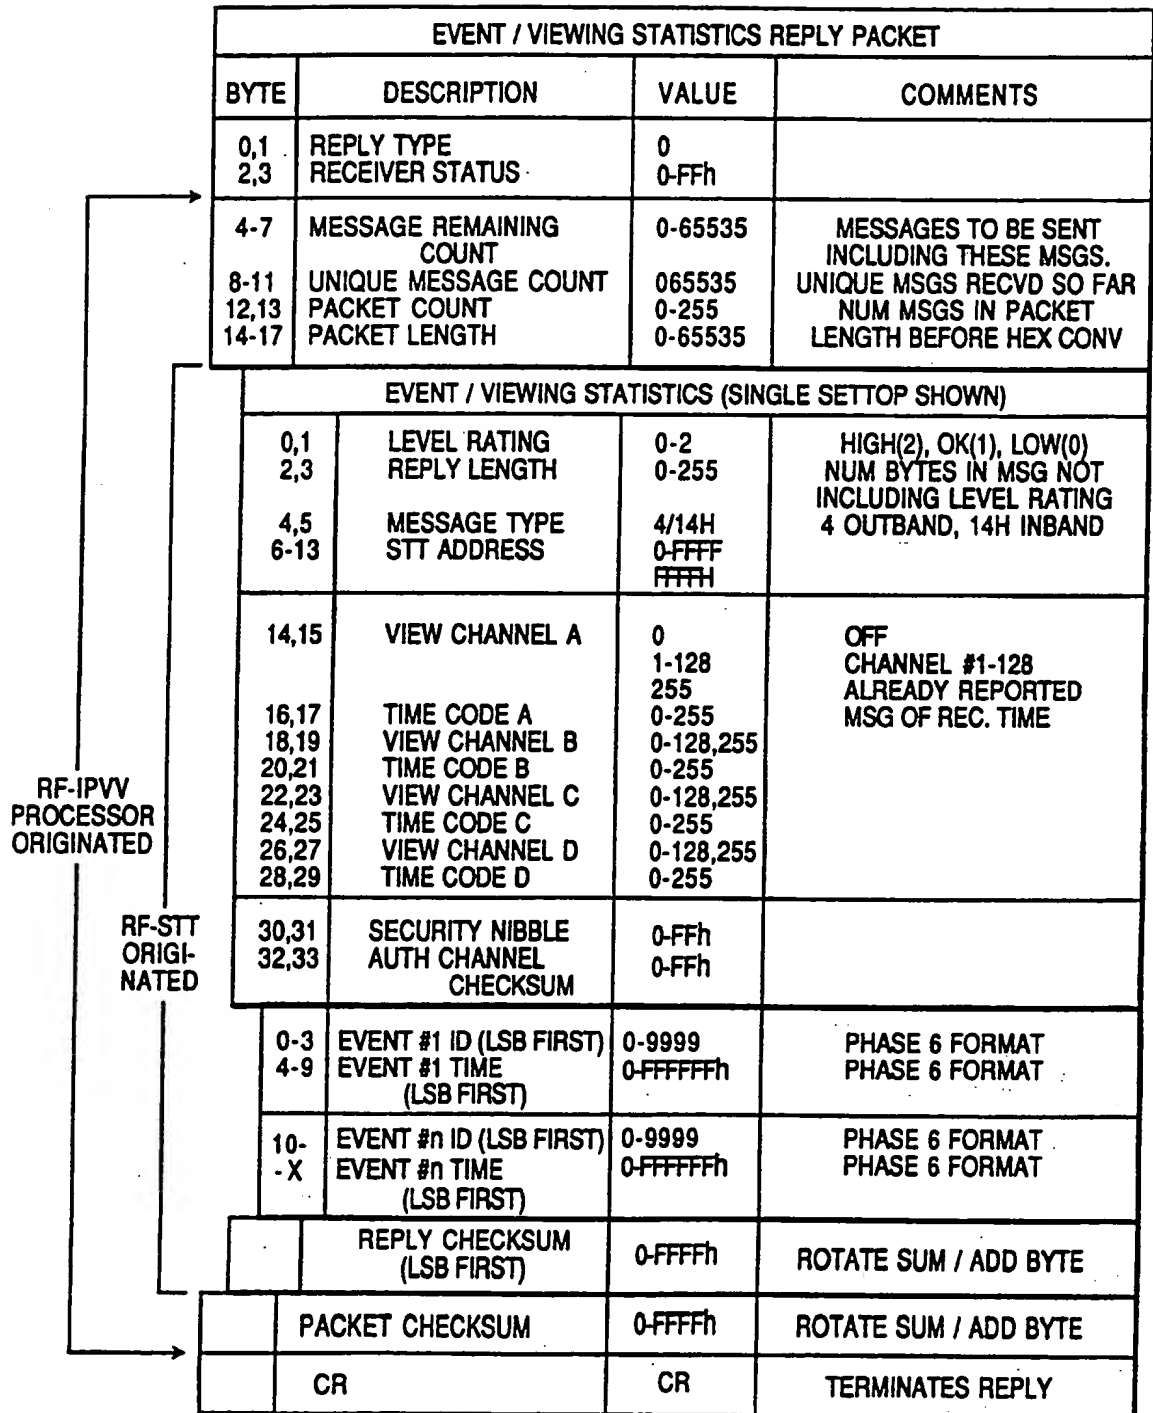 EVENT / VIEWING STATISTICS REPLY PACKET
BYTE DESCRIPTION VALUE COMMENTS
0,1 REPLY TYPE 0
2,3 RECEIVER STATUS 0-FFh
4-7 MESSAGE REMAINING 0-65535 MESSAGES TO BE SENT
COUNT INCLUDING THESE MSGS.
8-11 UNIQUE MESSAGE COUNT 065535 UNIQUE MSGS RECVD SO FAR
12,13 PACKET COUNT 0-255 NUM MSGS IN PACKET
14-17 PACKET LENGTH 0-65535 LENGTH BEFORE HEX CONV
EVENT / VIEWING STATISTICS (SINGLE SETTOP SHOWN)
0,1 LEVEL RATING 0-2 HIGH(2), OK(1), LOW(0)
2,3 REPLY LENGTH 0-255 NUM BYTES IN MSG NOT
INCLUDING LEVEL RATING
4,5 MESSAGE TYPE 4/14H 4 OUTBAND, 14H INBAND
6-13 STT ADDRESS 0-FFFF
FFFFH
14,15 VIEW CHANNEL A 0 OFF
1-128 CHANNEL #1-128
255 ALREADY REPORTED
16,17 TIME CODE A 0-255 MSG OF REC. TIME
18,19 VIEW CHANNEL B 0-128,255
20,21 TIME CODE B 0-255
22,23 VIEW CHANNEL C 0-128,255
24,25 TIME CODE C 0-255
26,27 VIEW CHANNEL D 0-128,255
28,29 TIME CODE D 0-255
RF-IPVV
PROCESSOR
ORIGINATED
30,31 SECURITY NIBBLE 0-FFh
32,33 AUTH CHANNEL 0-FFh
CHECKSUM
RF-STT
ORIGI-
NATED
0-3 EVENT #1 ID (LSB FIRST) 0-9999 PHASE 6 FORMAT
4-9 EVENT #1 TIME 0-FFFFFFh PHASE 6 FORMAT
(LSB FIRST)
10- EVENT #n ID (LSB FIRST) 0-9999 PHASE 6 FORMAT
-X EVENT #n TIME 0-FFFFFFh PHASE 6 FORMAT
(LSB FIRST)
REPLY CHECKSUM 0-FFFFh ROTATE SUM / ADD BYTE
(LSB FIRST)
PACKET CHECKSUM 0-FFFFh ROTATE SUM / ADD BYTE
CR CR TERMINATES REPLY